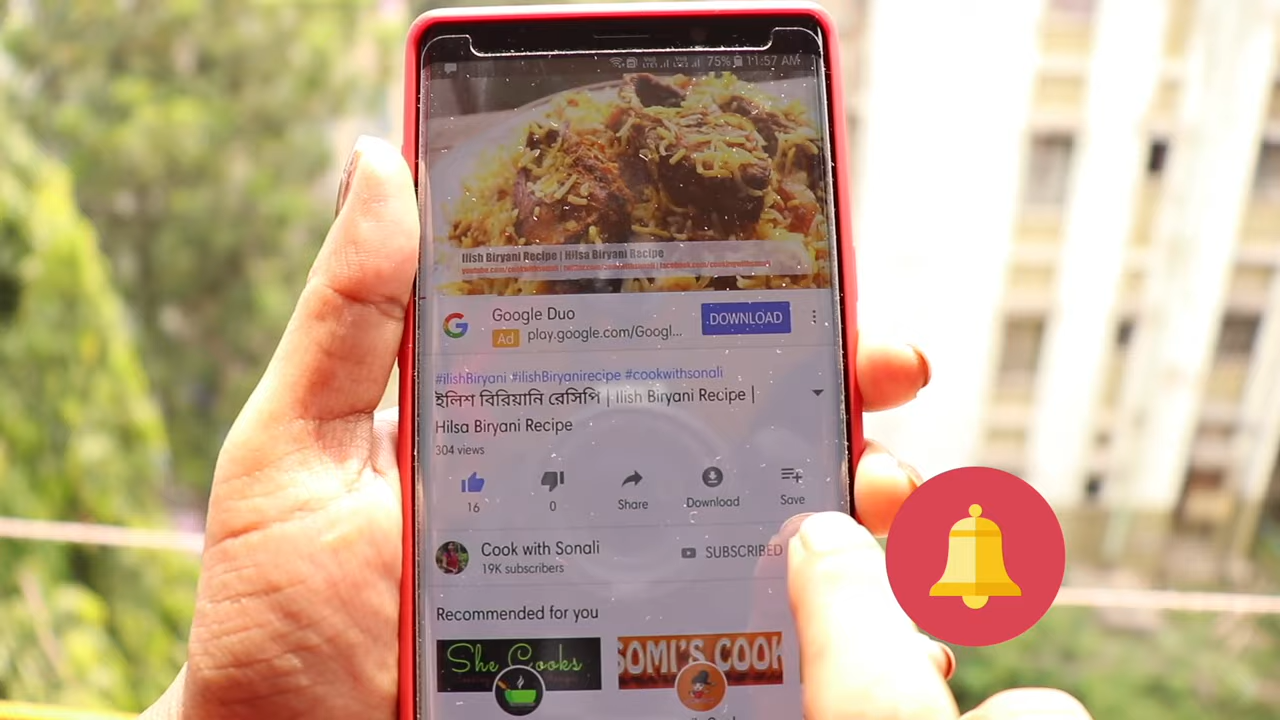 75% 11:57 AM
Ilish Biryani Recipe | Hilsa Biryani Recipe
Google Duo
DOWNLOAD
Ad play.google.com/Googl...
#ilishBiryani #ilishBiryanirecipe #cookwithsonali
ইলিশ বিরিয়ানি রেসিপি | Ilish Biryani Recipe |
Hilsa Biryani Recipe
304 views
16 0 Share Download Save
Cook with Sonali
SUBSCRIBED
19K subscribers
Recommended for you
She Cooks
SOMI'S COOK